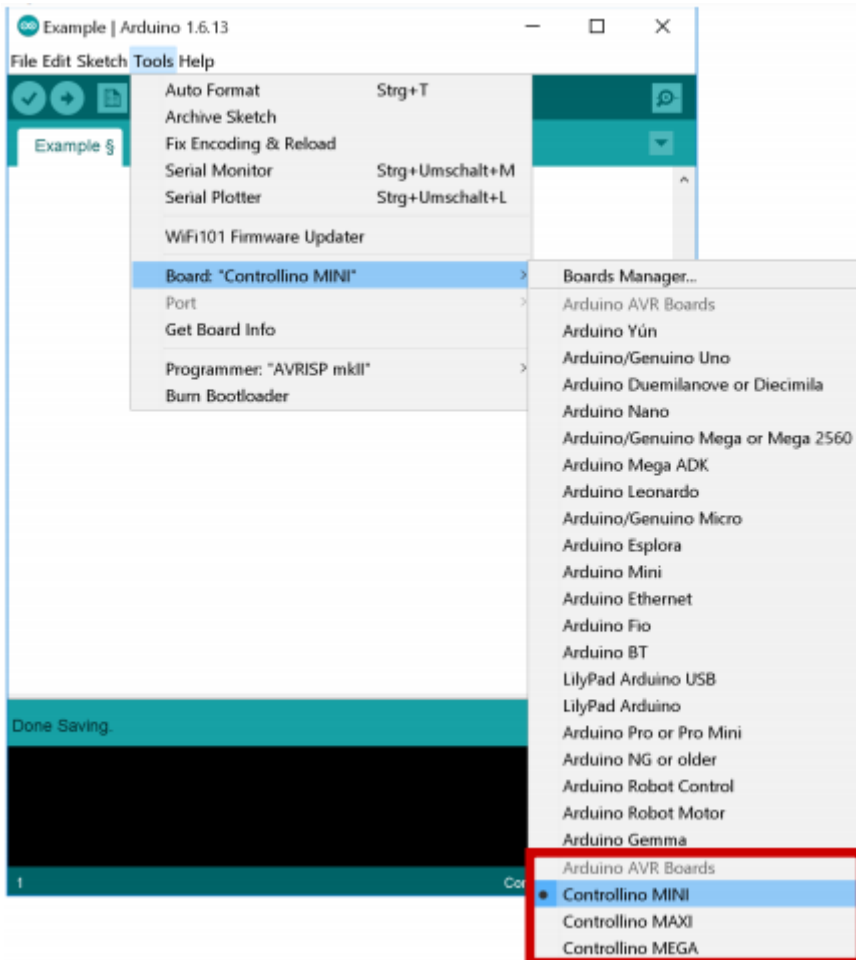 Example | Arduino 1.6.13
File Edit Sketch Tools Help
Auto Format Strg+T
Archive Sketch
Example §
Fix Encoding & Reload
Serial Monitor Strg+Umschalt+M
Serial Plotter Strg+Umschalt+L
WiFi101 Firmware Updater
Board: "Controllino MINI"
Port
Get Board Info
Programmer: "AVRISP mkII"
Burn Bootloader
Boards Manager...
Arduino AVR Boards
Arduino Yún
Arduino/Genuino Uno
Arduino Duemilanove or Diecimila
Arduino Nano
Arduino/Genuino Mega or Mega 2560
Arduino Mega ADK
Arduino Leonardo
Arduino/Genuino Micro
Arduino Esplora
Arduino Mini
Arduino Ethernet
Arduino Fio
Arduino BT
LilyPad Arduino USB
LilyPad Arduino
Arduino Pro or Pro Mini
Arduino NG or older
Arduino Robot Control
Arduino Robot Motor
Arduino Gemma
Arduino AVR Boards
Controllino MINI
Controllino MAXI
Controllino MEGA
Done Saving.
1